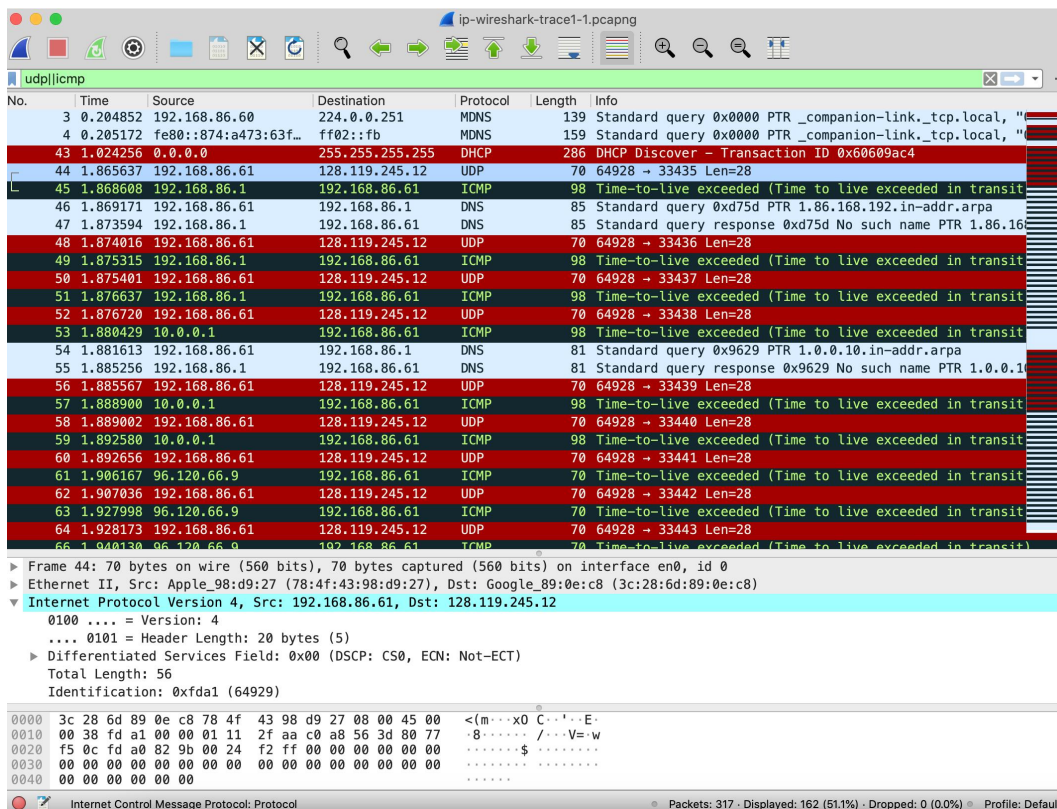 ip-wireshark-trace1-1.pcapng
udp||icmp
No. Time Source Destination Protocol Length Info
3 0.204852 192.168.86.60 224.0.0.251 MDNS 139 Standard query 0x0000 PTR _companion-link._tcp.local, "
4 0.205172 fe80::874:a473:63f… ff02::fb MDNS 159 Standard query 0x0000 PTR _companion-link._tcp.local, "
43 1.024256 0.0.0.0 255.255.255.255 DHCP 286 DHCP Discover – Transaction ID 0x60609ac4
44 1.865637 192.168.86.61 128.119.245.12 UDP 70 64928 → 33435 Len=28
45 1.868608 192.168.86.1 192.168.86.61 ICMP 98 Time-to-live exceeded (Time to live exceeded in transit
46 1.869171 192.168.86.61 192.168.86.1 DNS 85 Standard query 0xd75d PTR 1.86.168.192.in-addr.arpa
47 1.873594 192.168.86.1 192.168.86.61 DNS 85 Standard query response 0xd75d No such name PTR 1.86.16
48 1.874016 192.168.86.61 128.119.245.12 UDP 70 64928 → 33436 Len=28
49 1.875315 192.168.86.1 192.168.86.61 ICMP 98 Time-to-live exceeded (Time to live exceeded in transit
50 1.875401 192.168.86.61 128.119.245.12 UDP 70 64928 → 33437 Len=28
51 1.876637 192.168.86.1 192.168.86.61 ICMP 98 Time-to-live exceeded (Time to live exceeded in transit
52 1.876720 192.168.86.61 128.119.245.12 UDP 70 64928 → 33438 Len=28
53 1.880429 10.0.0.1 192.168.86.61 ICMP 98 Time-to-live exceeded (Time to live exceeded in transit
54 1.881613 192.168.86.61 192.168.86.1 DNS 81 Standard query 0x9629 PTR 1.0.0.10.in-addr.arpa
55 1.885256 192.168.86.1 192.168.86.61 DNS 81 Standard query response 0x9629 No such name PTR 1.0.0.1
56 1.885567 192.168.86.61 128.119.245.12 UDP 70 64928 → 33439 Len=28
57 1.888900 10.0.0.1 192.168.86.61 ICMP 98 Time-to-live exceeded (Time to live exceeded in transit
58 1.889002 192.168.86.61 128.119.245.12 UDP 70 64928 → 33440 Len=28
59 1.892580 10.0.0.1 192.168.86.61 ICMP 98 Time-to-live exceeded (Time to live exceeded in transit
60 1.892656 192.168.86.61 128.119.245.12 UDP 70 64928 → 33441 Len=28
61 1.906167 96.120.66.9 192.168.86.61 ICMP 70 Time-to-live exceeded (Time to live exceeded in transit
62 1.907036 192.168.86.61 128.119.245.12 UDP 70 64928 → 33442 Len=28
63 1.927998 96.120.66.9 192.168.86.61 ICMP 70 Time-to-live exceeded (Time to live exceeded in transit
64 1.928173 192.168.86.61 128.119.245.12 UDP 70 64928 → 33443 Len=28
66 1.940130 96.120.66.9 192.168.86.61 ICMP 70 Time-to-live exceeded (Time to live exceeded in transit)
Frame 44: 70 bytes on wire (560 bits), 70 bytes captured (560 bits) on interface en0, id 0
Ethernet II, Src: Apple_98:d9:27 (78:4f:43:98:d9:27), Dst: Google_89:0e:c8 (3c:28:6d:89:0e:c8)
Internet Protocol Version 4, Src: 192.168.86.61, Dst: 128.119.245.12
0100 .... = Version: 4
.... 0101 = Header Length: 20 bytes (5)
Differentiated Services Field: 0x00 (DSCP: CS0, ECN: Not-ECT)
Total Length: 56
Identification: 0xfda1 (64929)
0000 3c 28 6d 89 0e c8 78 4f 43 98 d9 27 08 00 45 00 <(m···xO C··'··E·
0010 00 38 fd a1 00 00 01 11 2f aa c0 a8 56 3d 80 77 ·8······ /···V=·w
0020 f5 0c fd a0 82 9b 00 24 f2 ff 00 00 00 00 00 00 ·······$ ········
0030 00 00 00 00 00 00 00 00 00 00 00 00 00 00 00 00 ········ ········
0040 00 00 00 00 00 00 ······
Internet Control Message Protocol: Protocol Packets: 317 · Displayed: 162 (51.1%) · Dropped: 0 (0.0%) Profile: Defaul